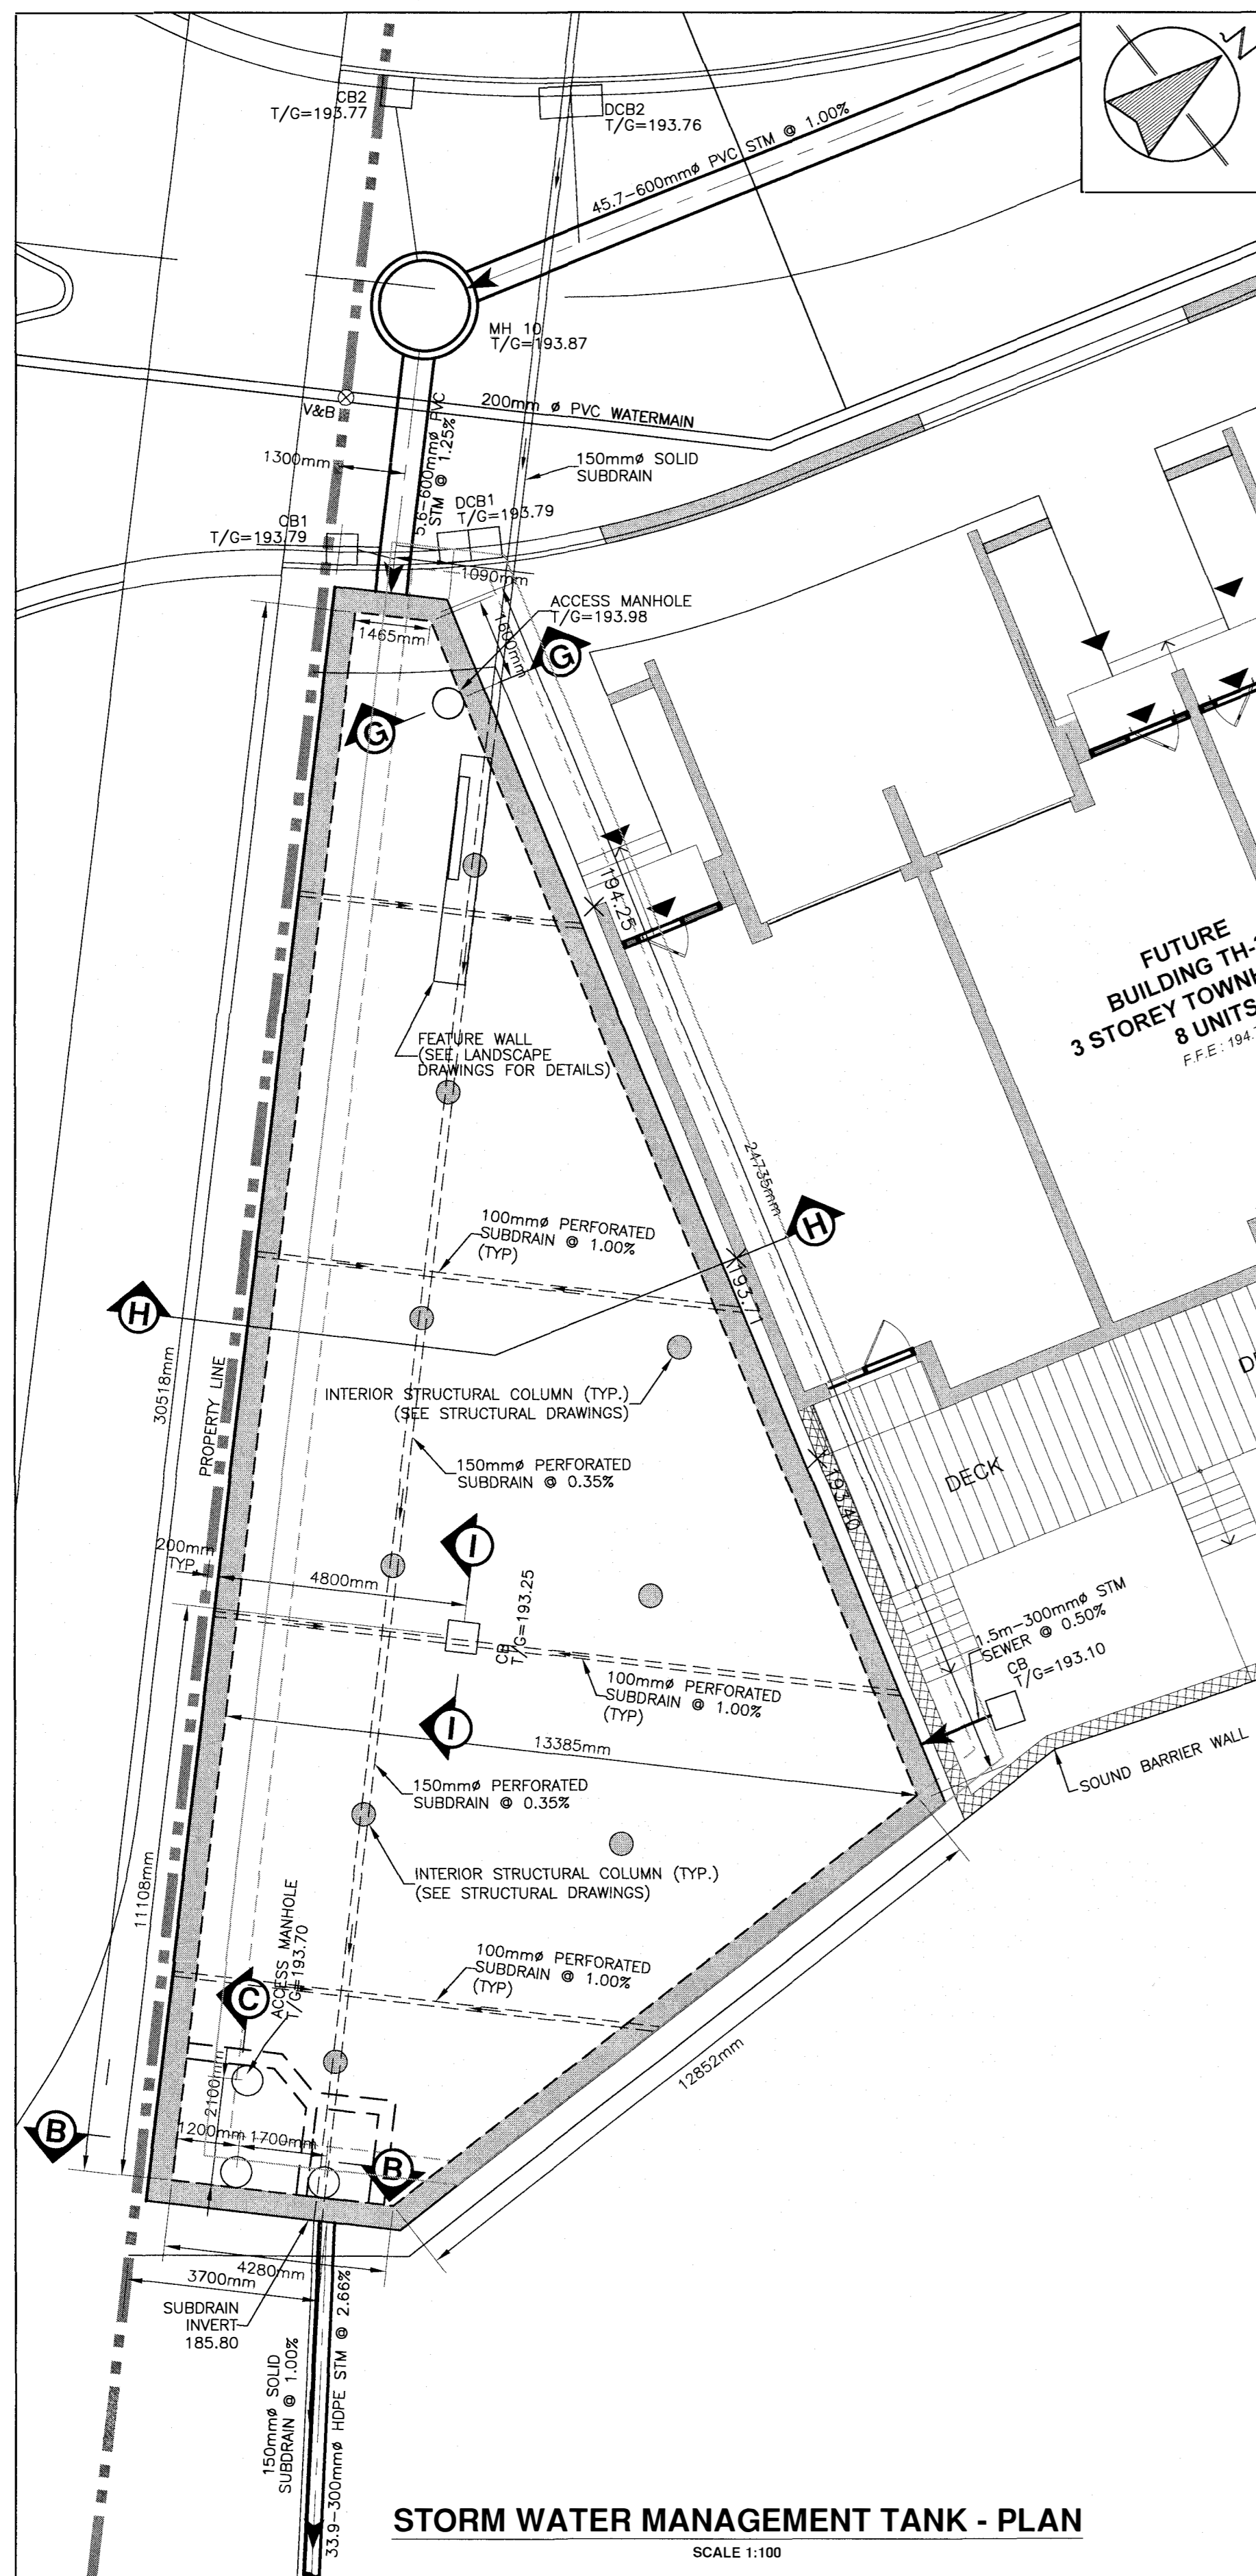 CB2
T/G=193.77
DCB2
T/G=193.76
45.7-600mmø PVC STM @ 1.00%
MH 10
T/G=193.87
V&B
200mm ø PVC WATERMAIN
5.6-600mmø PVC
STM @ 1.25%
1300mm
150mmø SOLID
SUBDRAIN
CB1
T/G=193.79
DCB1
T/G=193.79
1090mm
ACCESS MANHOLE
T/G=193.98
1465mm
1600mm
G
G
194.25
FUTURE
BUILDING TH-
3 STOREY TOWNH
8 UNITS
F.F.E : 194.
FEATURE WALL
(SEE LANDSCAPE
DRAWINGS FOR DETAILS)
24735mm
100mmø PERFORATED
SUBDRAIN @ 1.00%
(TYP)
H
H
193.71
30518mm
PROPERTY LINE
INTERIOR STRUCTURAL COLUMN (TYP.)
(SEE STRUCTURAL DRAWINGS)
150mmø PERFORATED
SUBDRAIN @ 0.35%
DECK
D
193.40
I
200mm
TYP.
4800mm
CB
T/G=193.25
1.5m-300mmø STM
SEWER @ 0.50%
CB
T/G=193.10
100mmø PERFORATED
SUBDRAIN @ 1.00%
(TYP)
I
13385mm
SOUND BARRIER WALL
150mmø PERFORATED
SUBDRAIN @ 0.35%
11108mm
INTERIOR STRUCTURAL COLUMN (TYP.)
(SEE STRUCTURAL DRAWINGS)
ACCESS MANHOLE
T/G=193.70
100mmø PERFORATED
SUBDRAIN @ 1.00%
(TYP)
C
12852mm
2100mm
B
1200mm
1700mm
B
4280mm
3700mm
SUBDRAIN
INVERT
185.80
150mmø SOLID
SUBDRAIN @ 1.00%
33.9-300mmø HDPE STM @ 2.66%
STORM WATER MANAGEMENT TANK - PLAN
SCALE 1:100